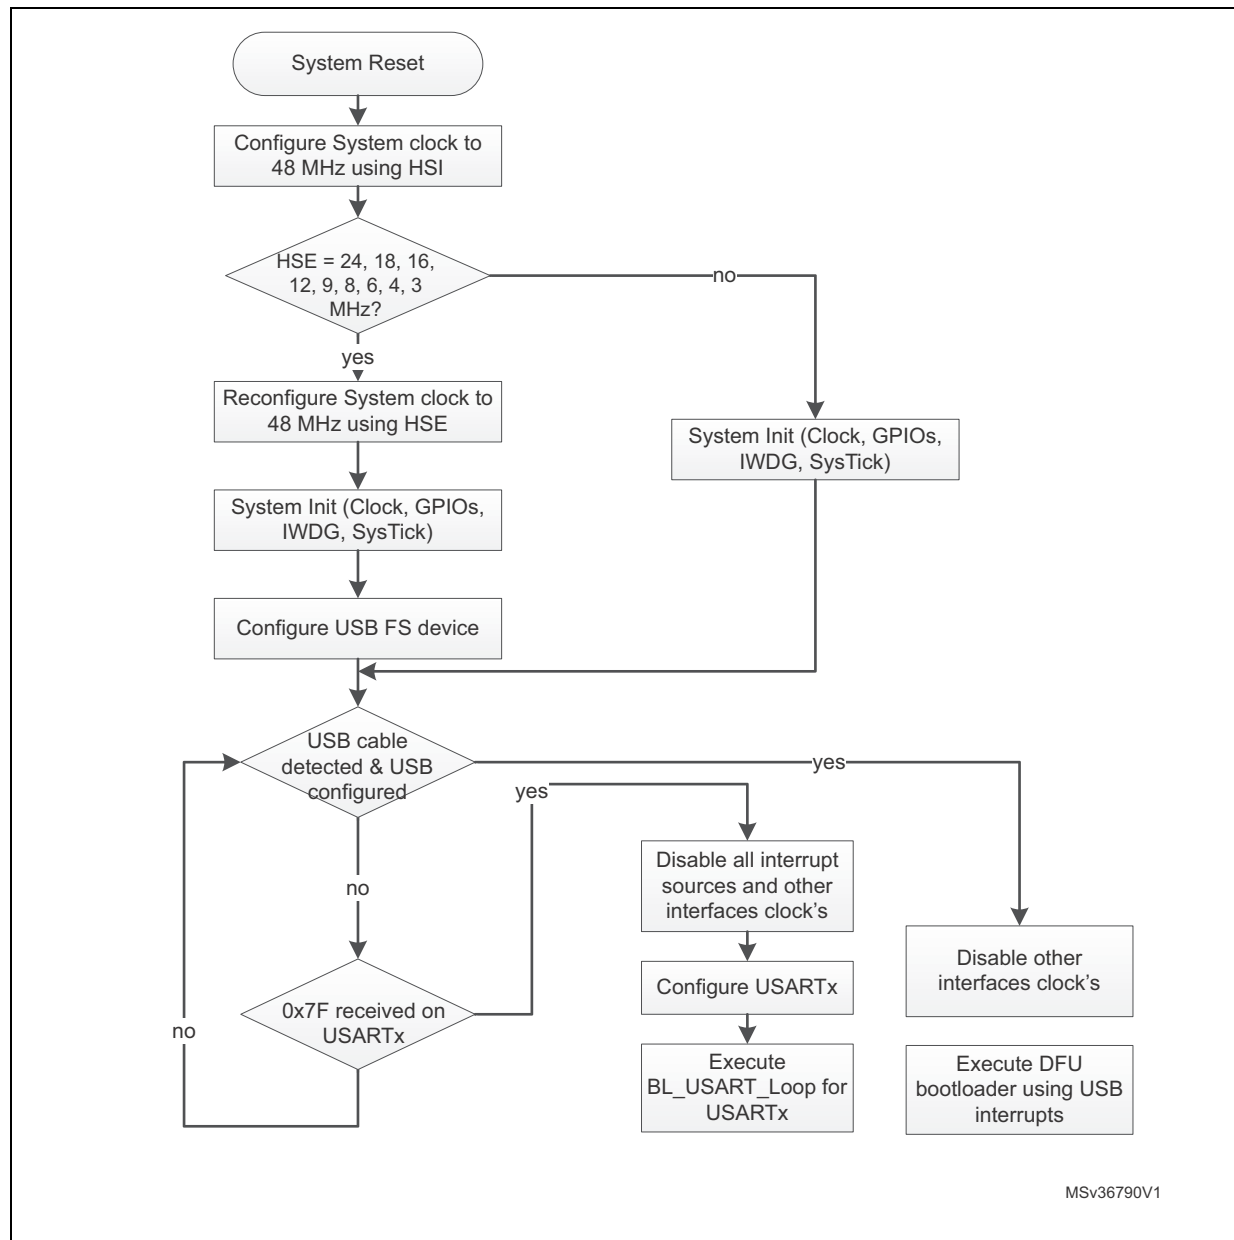 System Reset
Configure System clock to
48 MHz using HSI
HSE = 24, 18, 16,
12, 9, 8, 6, 4, 3
MHz?
no
yes
Reconfigure System clock to
48 MHz using HSE
System Init (Clock, GPIOs,
IWDG, SysTick)
System Init (Clock, GPIOs,
IWDG, SysTick)
Configure USB FS device
USB cable
detected & USB
configured
yes
yes
no
Disable all interrupt
sources and other
interfaces clock's
Disable other
interfaces clock's
Configure USARTx
0x7F received on
USARTx
no
Execute
BL_USART_Loop for
USARTx
Execute DFU
bootloader using USB
interrupts
MSv36790V1